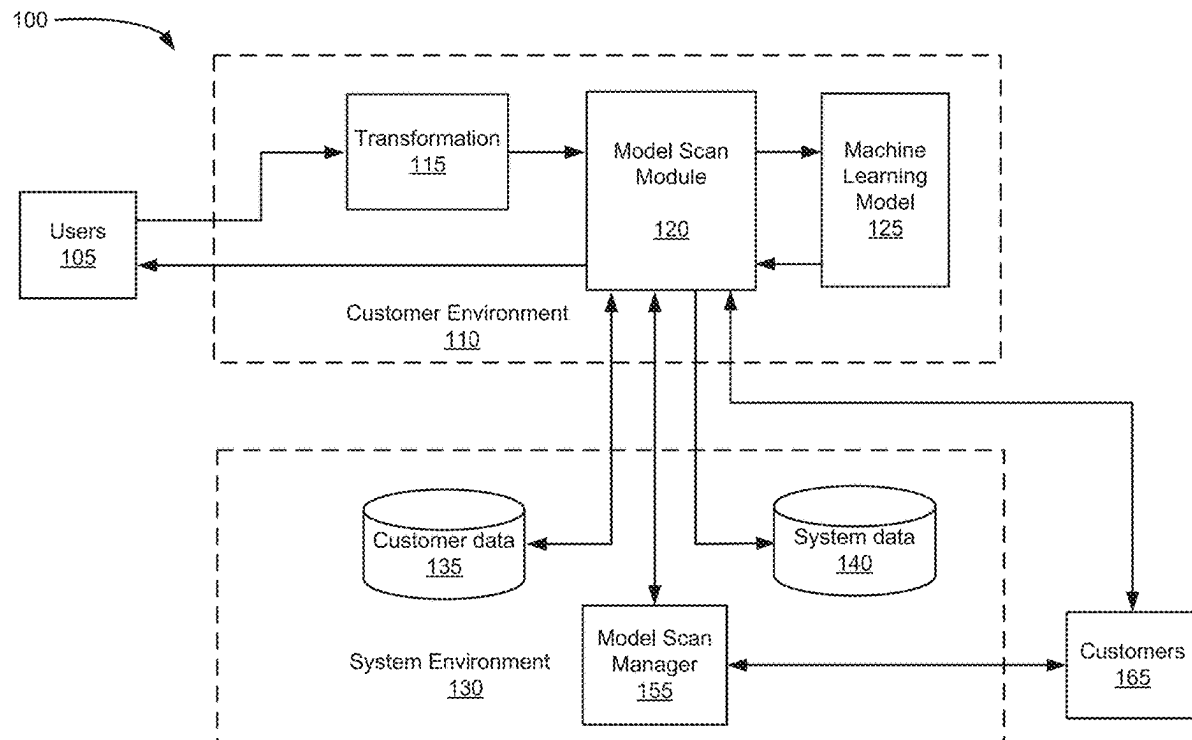 100
Transformation
115
Model Scan
Module
120
Machine
Learning
Model
125
Users
105
Customer Environment
110
Customer data
135
System data
140
System Environment
130
Model Scan
Manager
155
Customers
165